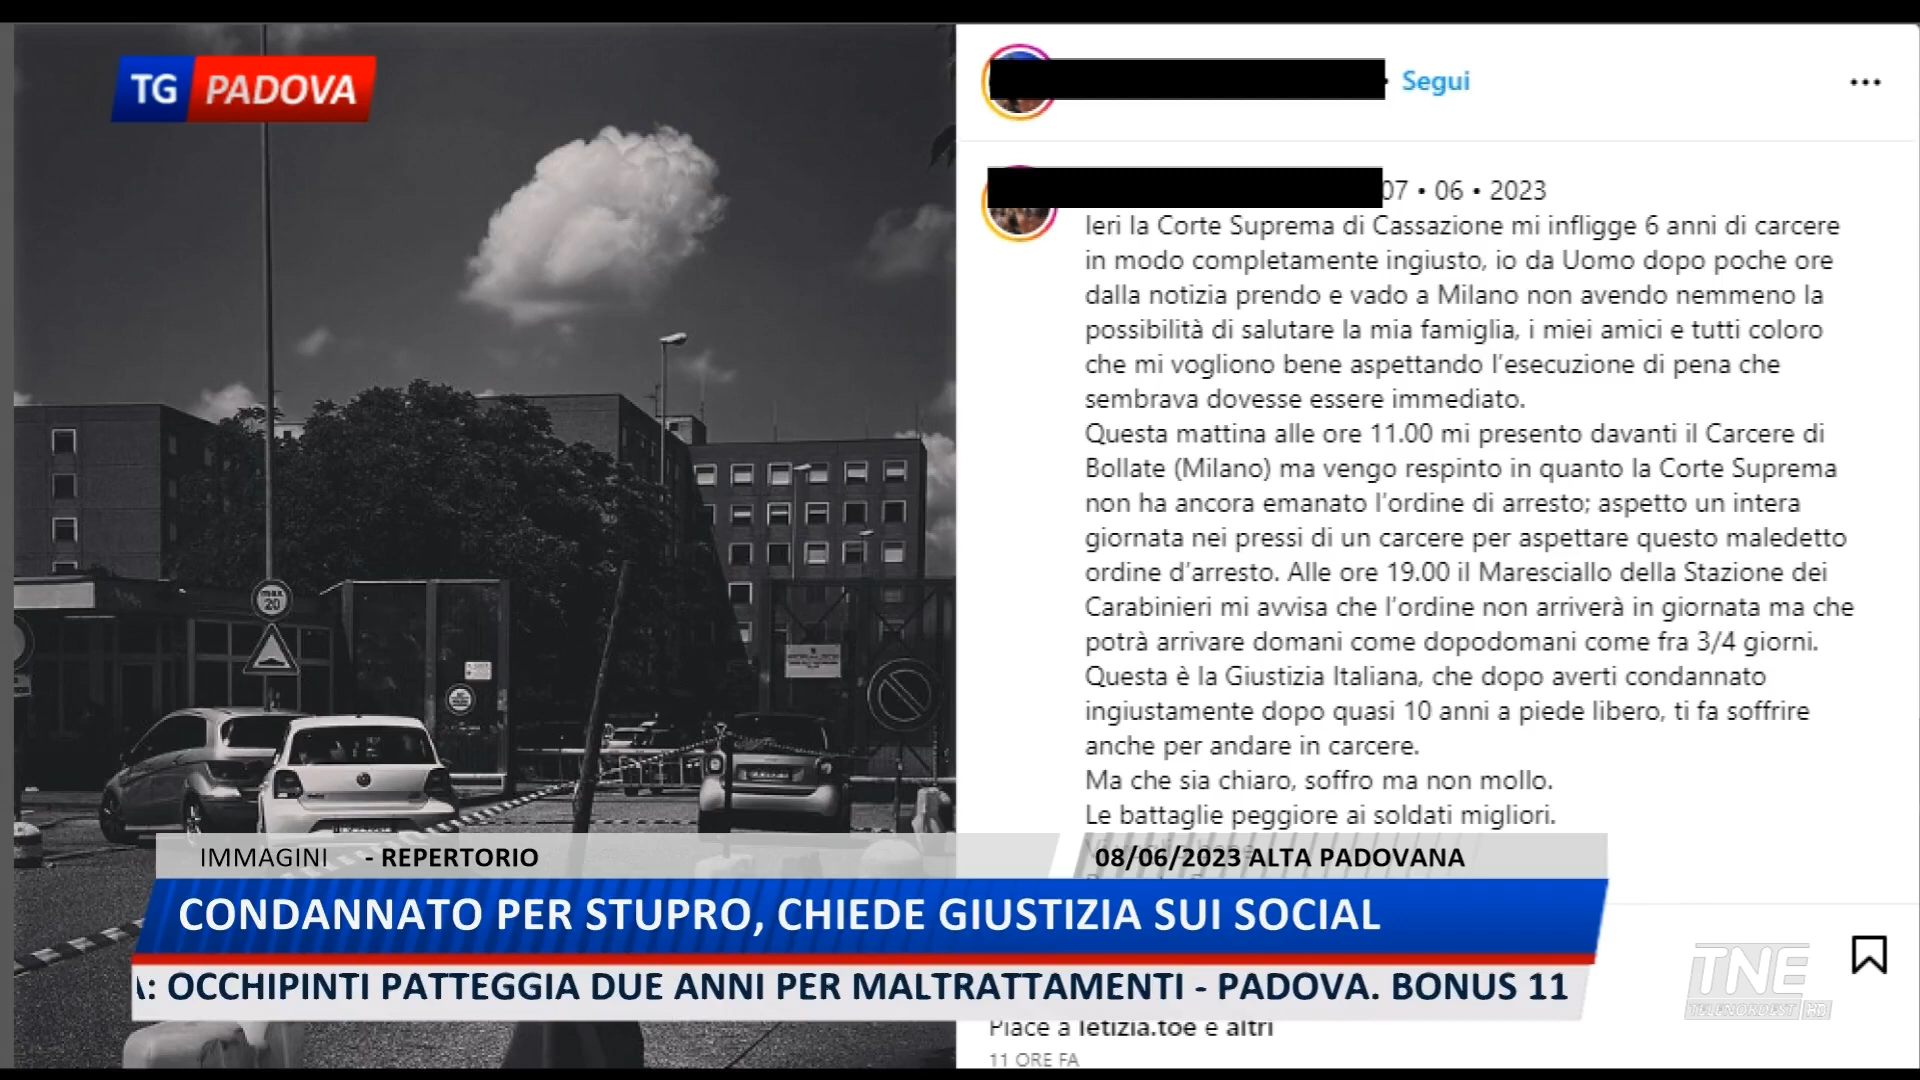 TG PADOVA
Segui
07 • 06 • 2023
Ieri la Corte Suprema di Cassazione mi infligge 6 anni di carcere
in modo completamente ingiusto, io da Uomo dopo poche ore
dalla notizia prendo e vado a Milano non avendo nemmeno la
possibilità di salutare la mia famiglia, i miei amici e tutti coloro
che mi vogliono bene aspettando l'esecuzione di pena che
sembrava dovesse essere immediato.
Questa mattina alle ore 11.00 mi presento davanti il Carcere di
Bollate (Milano) ma vengo respinto in quanto la Corte Suprema
non ha ancora emanato l'ordine di arresto; aspetto un intera
giornata nei pressi di un carcere per aspettare questo maledetto
ordine d'arresto. Alle ore 19.00 il Maresciallo della Stazione dei
Carabinieri mi avvisa che l'ordine non arriverà in giornata ma che
potrà arrivare domani come dopodomani come fra 3/4 giorni.
Questa è la Giustizia Italiana, che dopo averti condannato
ingiustamente dopo quasi 10 anni a piede libero, ti fa soffrire
anche per andare in carcere.
Ma che sia chiaro, soffro ma non mollo.
Le battaglie peggiore ai soldati migliori.
max 20
IMMAGINI - REPERTORIO
08/06/2023 ALTA PADOVANA
CONDANNATO PER STUPRO, CHIEDE GIUSTIZIA SUI SOCIAL
: OCCHIPINTI PATTEGGIA DUE ANNI PER MALTRATTAMENTI - PADOVA. BONUS 11
TNE
TELENORDEST HD
Piace a letizia.toe e altri
11 ORE FA